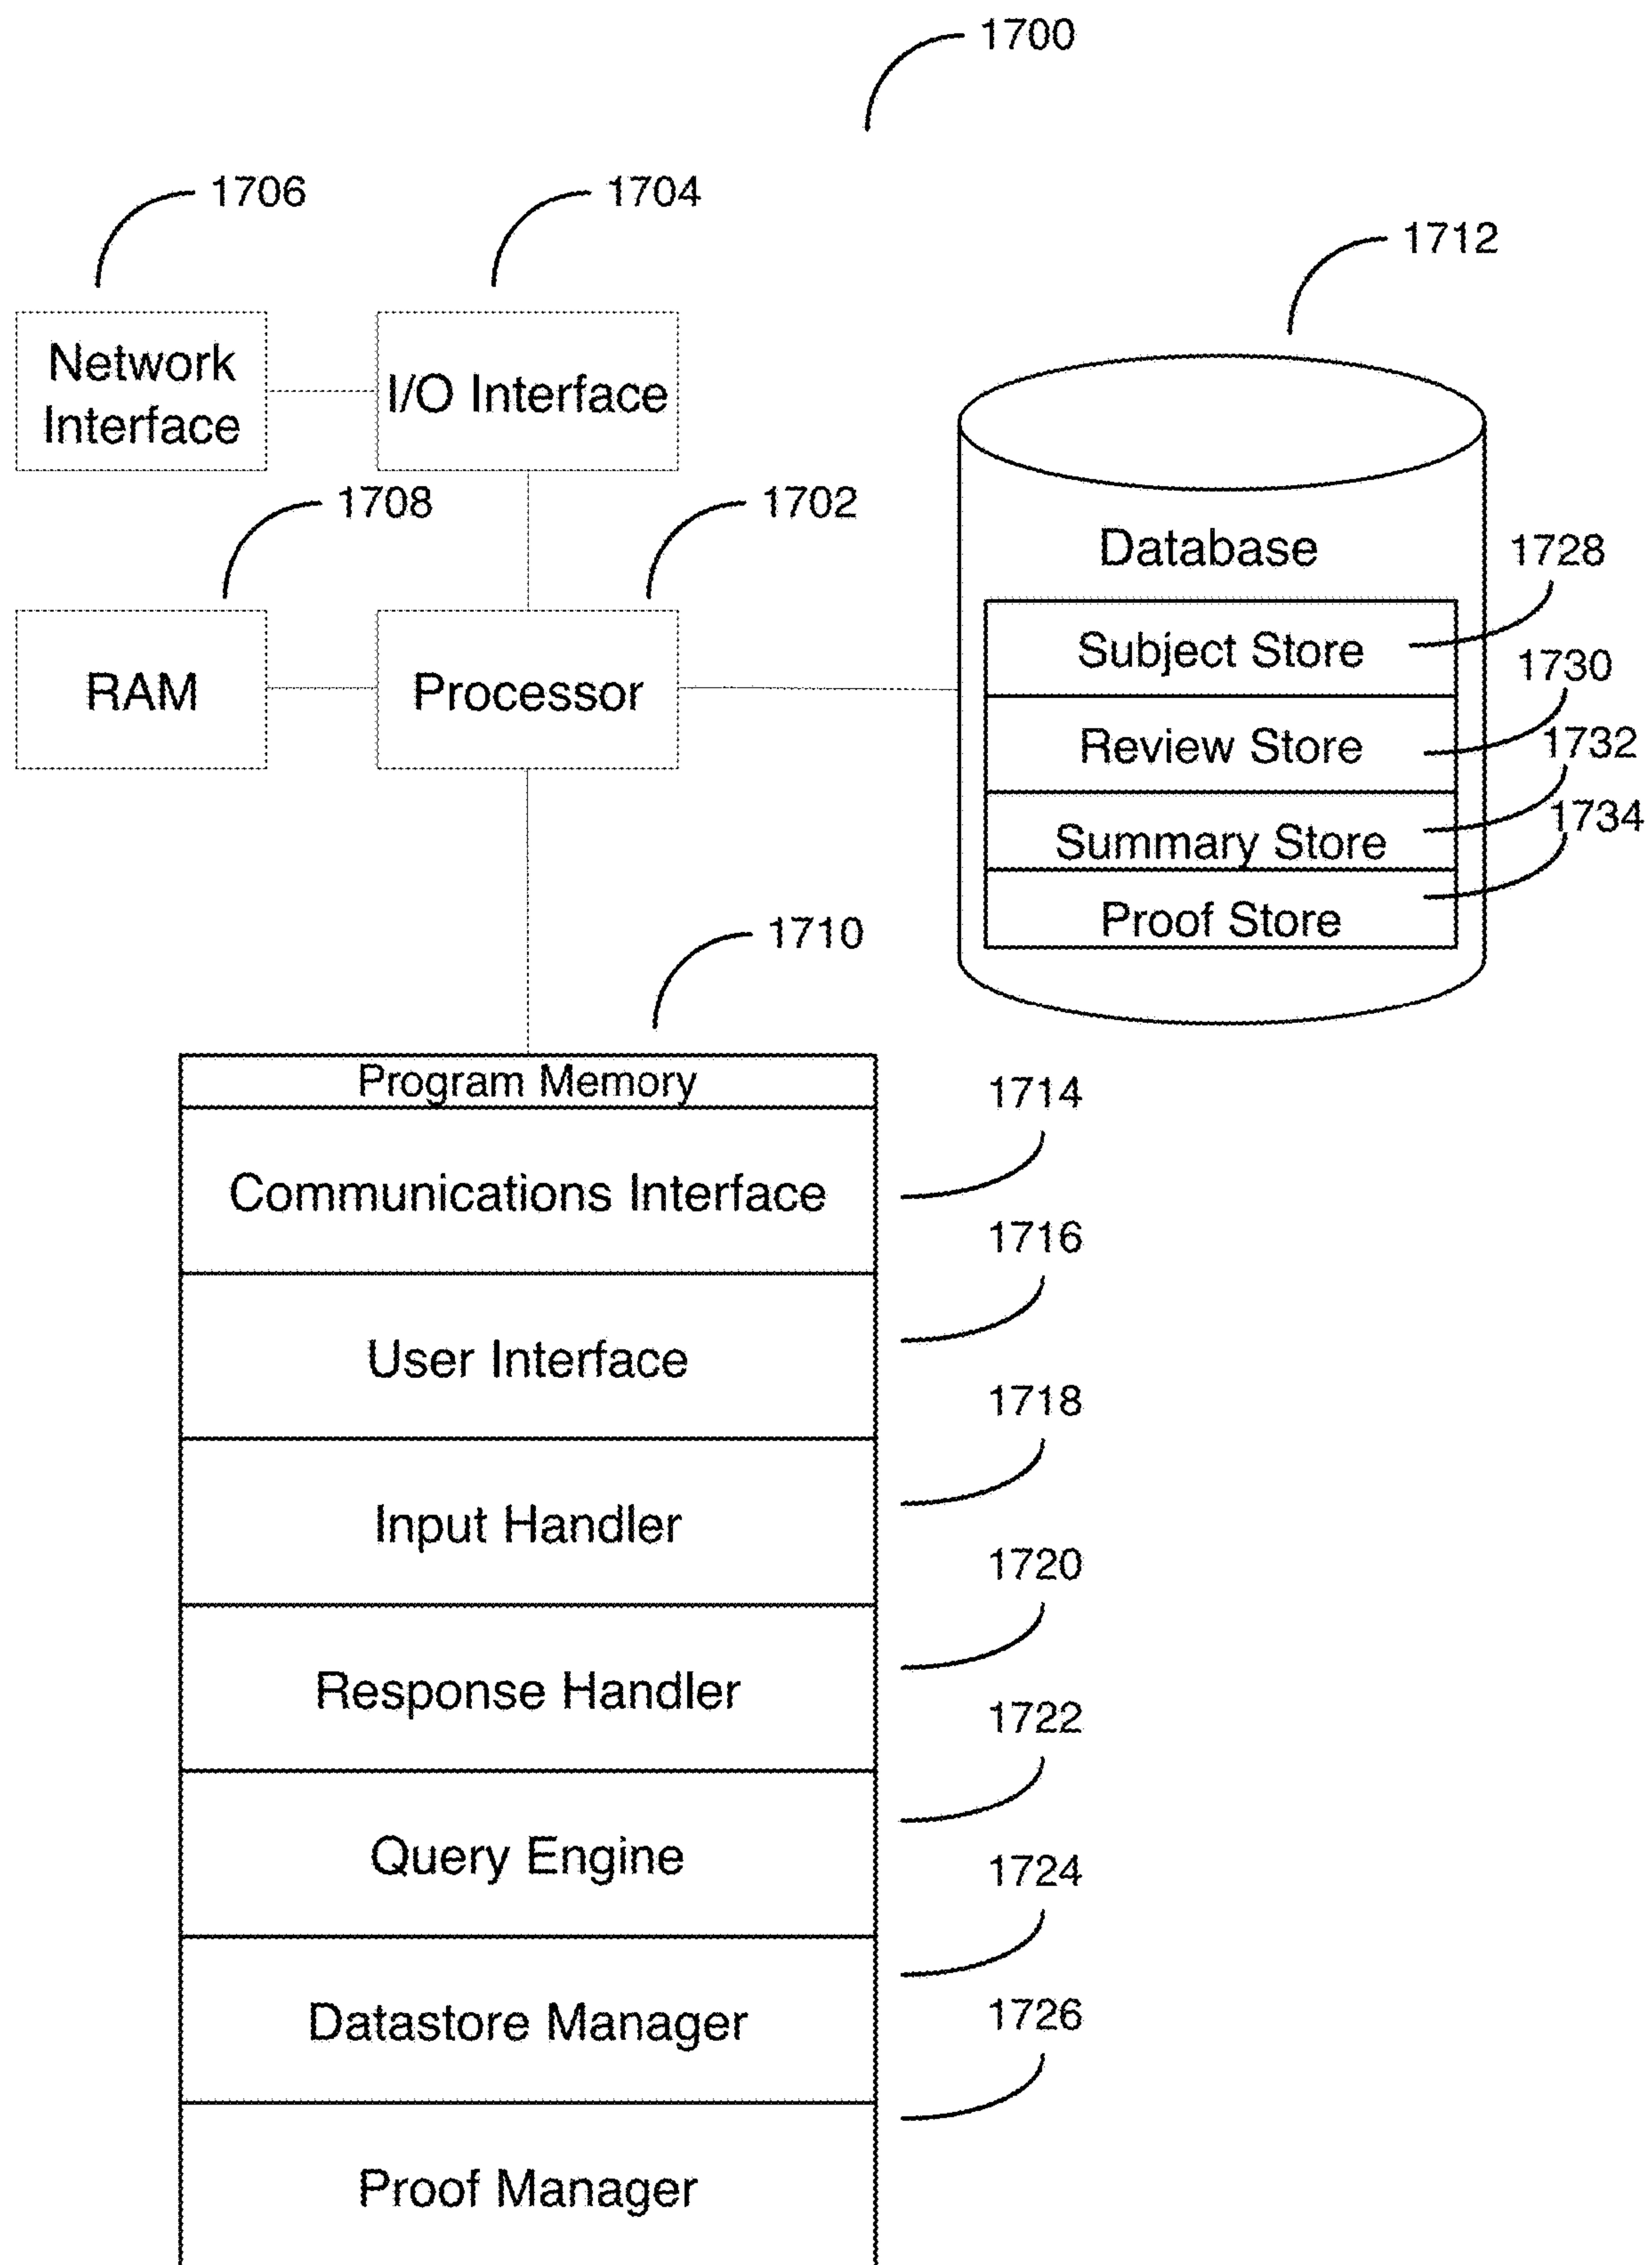 1700
1706
1704
1712
Network
Interface
I/O Interface
1708
1702
Database
1728
RAM
Processor
Subject Store
1730
Review Store
1732
Summary Store
1734
Proof Store
1710
Program Memory
1714
Communications Interface
1716
User Interface
1718
Input Handler
1720
Response Handler
1722
Query Engine
1724
Datastore Manager
1726
Proof Manager